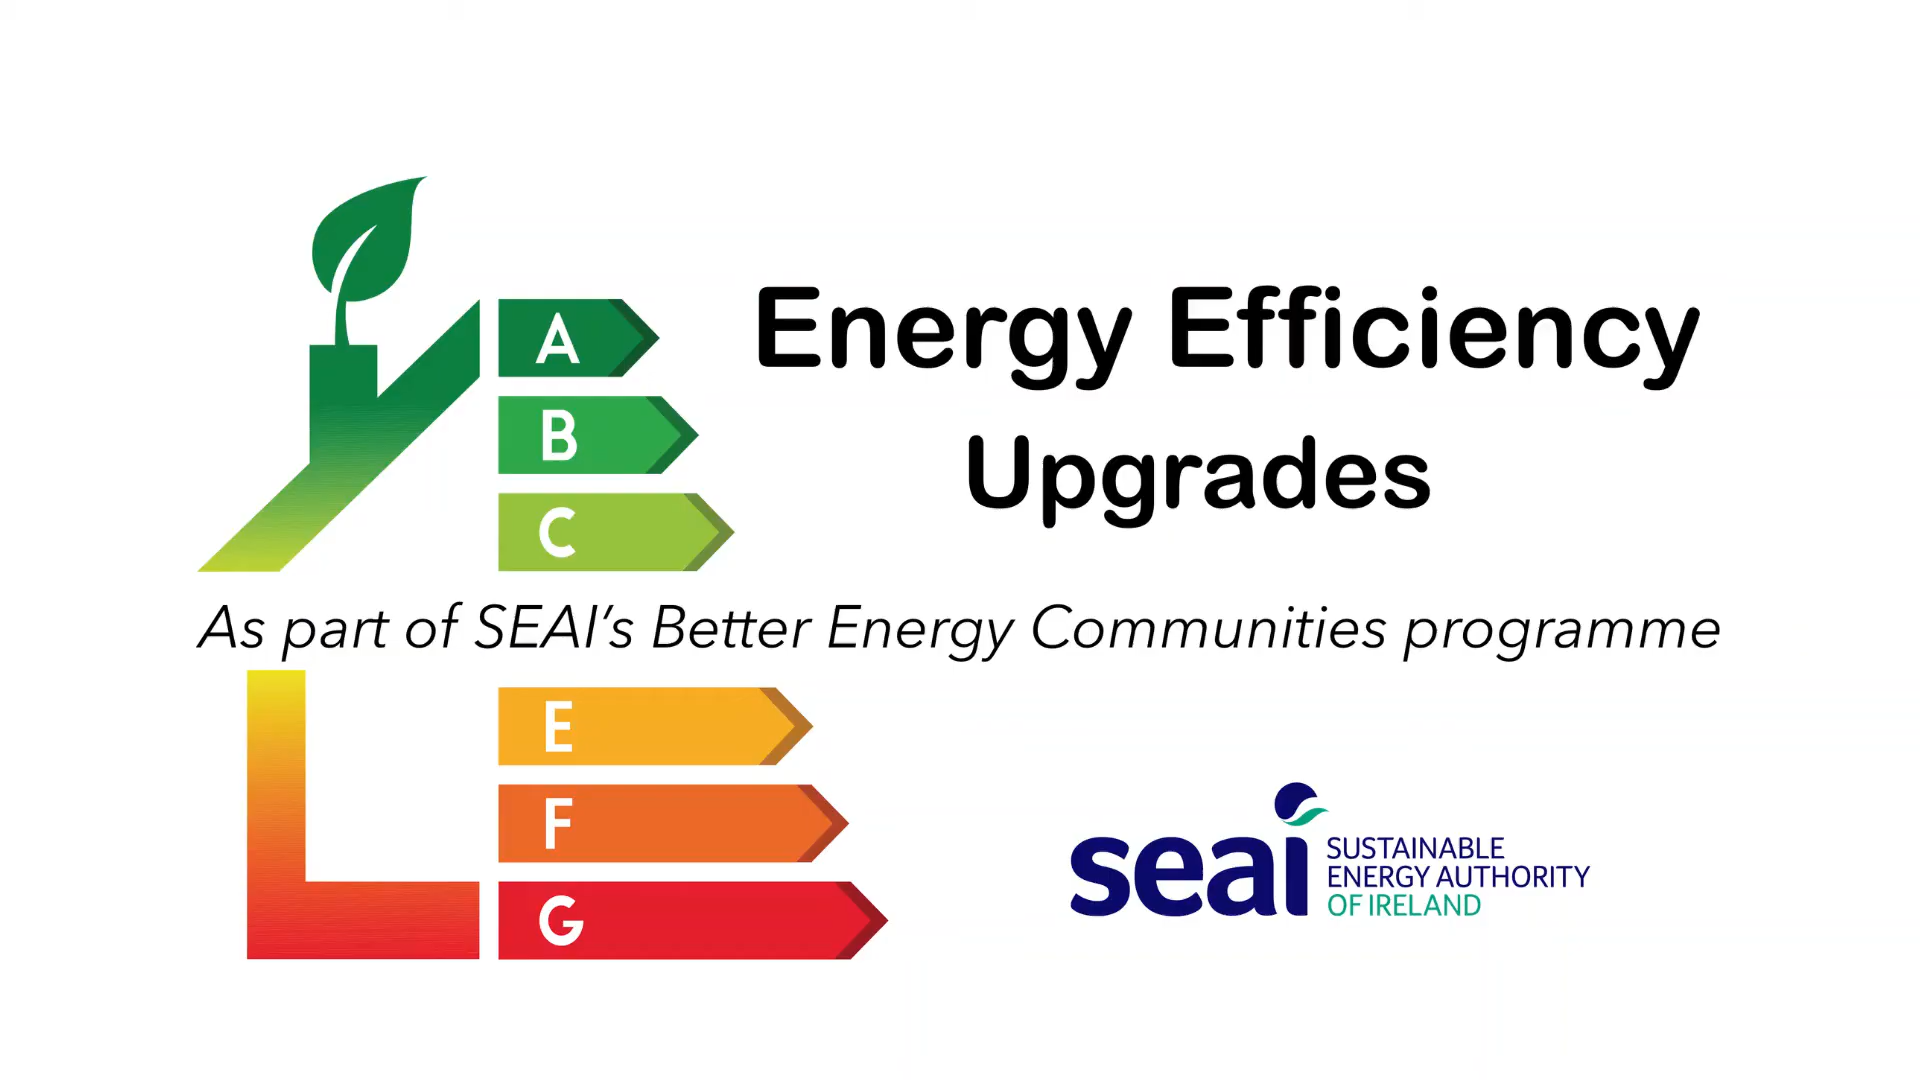 A
Energy Efficiency
B
Upgrades
C
As part of SEAI's Better Energy Communities programme
E
F
G
seai
SUSTAINABLE
ENERGY AUTHORITY
OF IRELAND